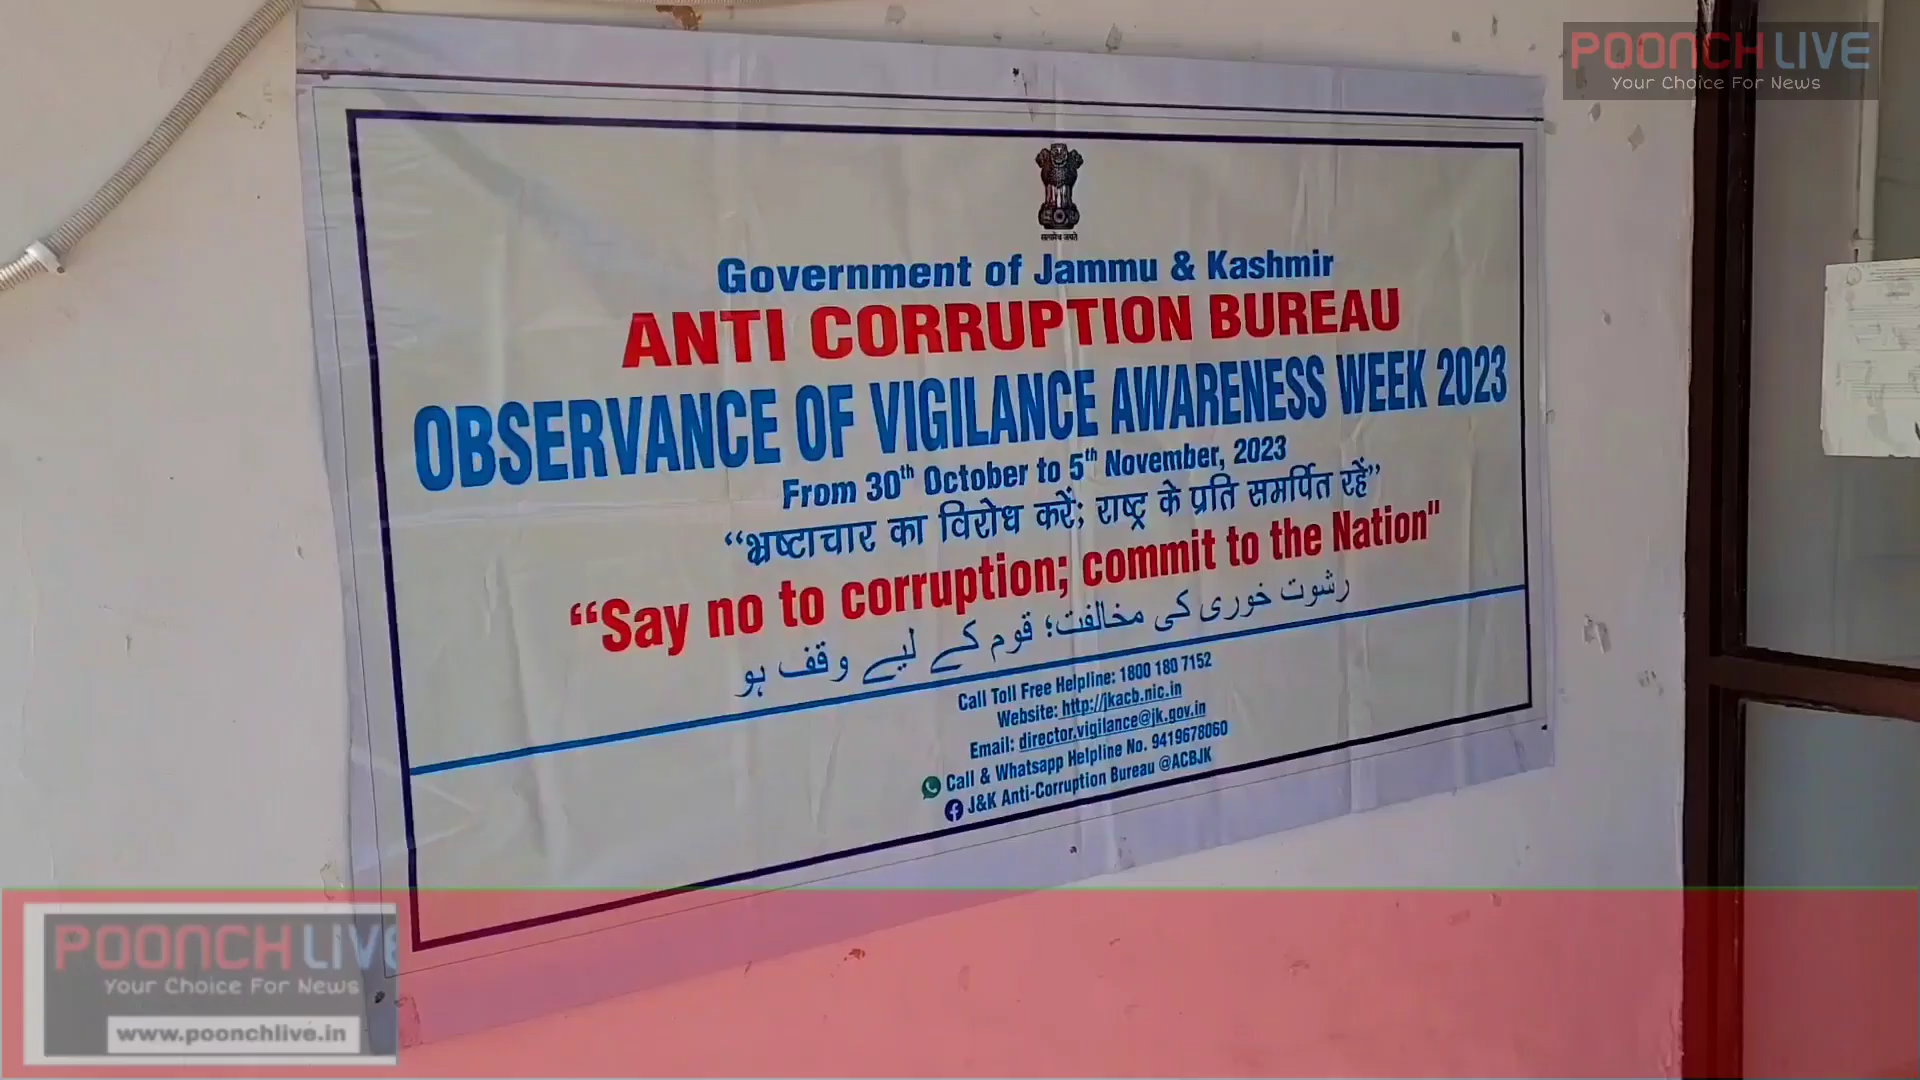 POONCH LIVE
Your Choice For News
सत्यमेव जयते
Government of Jammu & Kashmir
ANTI CORRUPTION BUREAU
OBSERVANCE OF VIGILANCE AWARENESS WEEK 2023
From 30th October to 5th November, 2023
“भ्रष्टाचार का विरोध करें; राष्ट्र के प्रति समर्पित रहें”
“Say no to corruption; commit to the Nation"
رشوت خوری کی مخالفت؛ قوم کے لیے وقف ہو
Call Toll Free Helpline: 1800 180 7152
Website: http://jkacb.nic.in
Email: director.vigilance@jk.gov.in
Call & Whatsapp Helpline No. 9419678060
J&K Anti-Corruption Bureau @ACBJK
POONCH LIVE
Your Choice For News
www.poonchlive.in